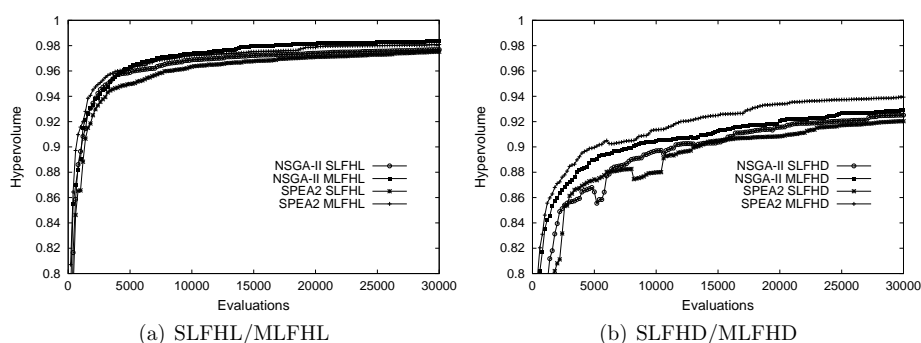 1
0.98
0.96
0.94
0.92
0.9
0.88
0.86
0.84
0.82
0.8
Hypervolume
0
5000
10000
15000
20000
25000
30000
Evaluations
NSGA-II SLFHL
NSGA-II MLFHL
SPEA2 SLFHL
SPEA2 MLFHL
(a) SLFHL/MLFHL
1
0.98
0.96
0.94
0.92
0.9
0.88
0.86
0.84
0.82
0.8
Hypervolume
0
5000
10000
15000
20000
25000
30000
Evaluations
NSGA-II SLFHD
NSGA-II MLFHD
SPEA2 SLFHD
SPEA2 MLFHD
(b) SLFHD/MLFHD